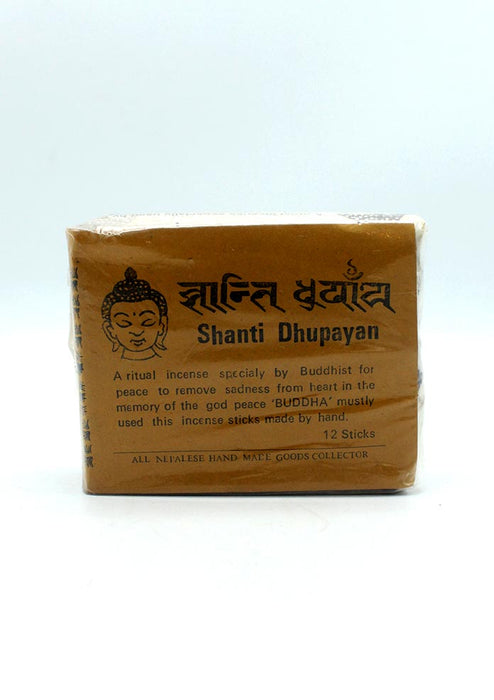 शान्ति धुपाँय
Shanti Dhupayan
A ritual incense specialy by Buddhist for
peace to remove sadness from heart in the
memory of the god peace 'BUDDHA' mustly
used this incense sticks made by hand.
12 Sticks
ALL NEPALESE HAND MADE GOODS COLLECTOR